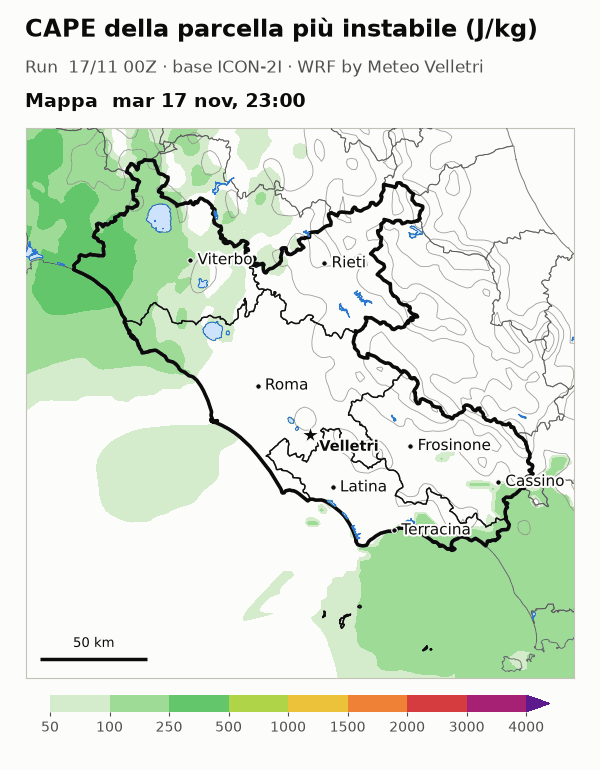 CAPE della parcella più instabile (J/kg)
Run  17/11 00Z · base ICON-2I · WRF by Meteo Velletri
Mappa  mar 17 nov, 23:00
Viterbo
Rieti
Roma
Velletri
Frosinone
Cassino
Latina
Terracina
50 km
50 100 250 500 1000 1500 2000 3000 4000